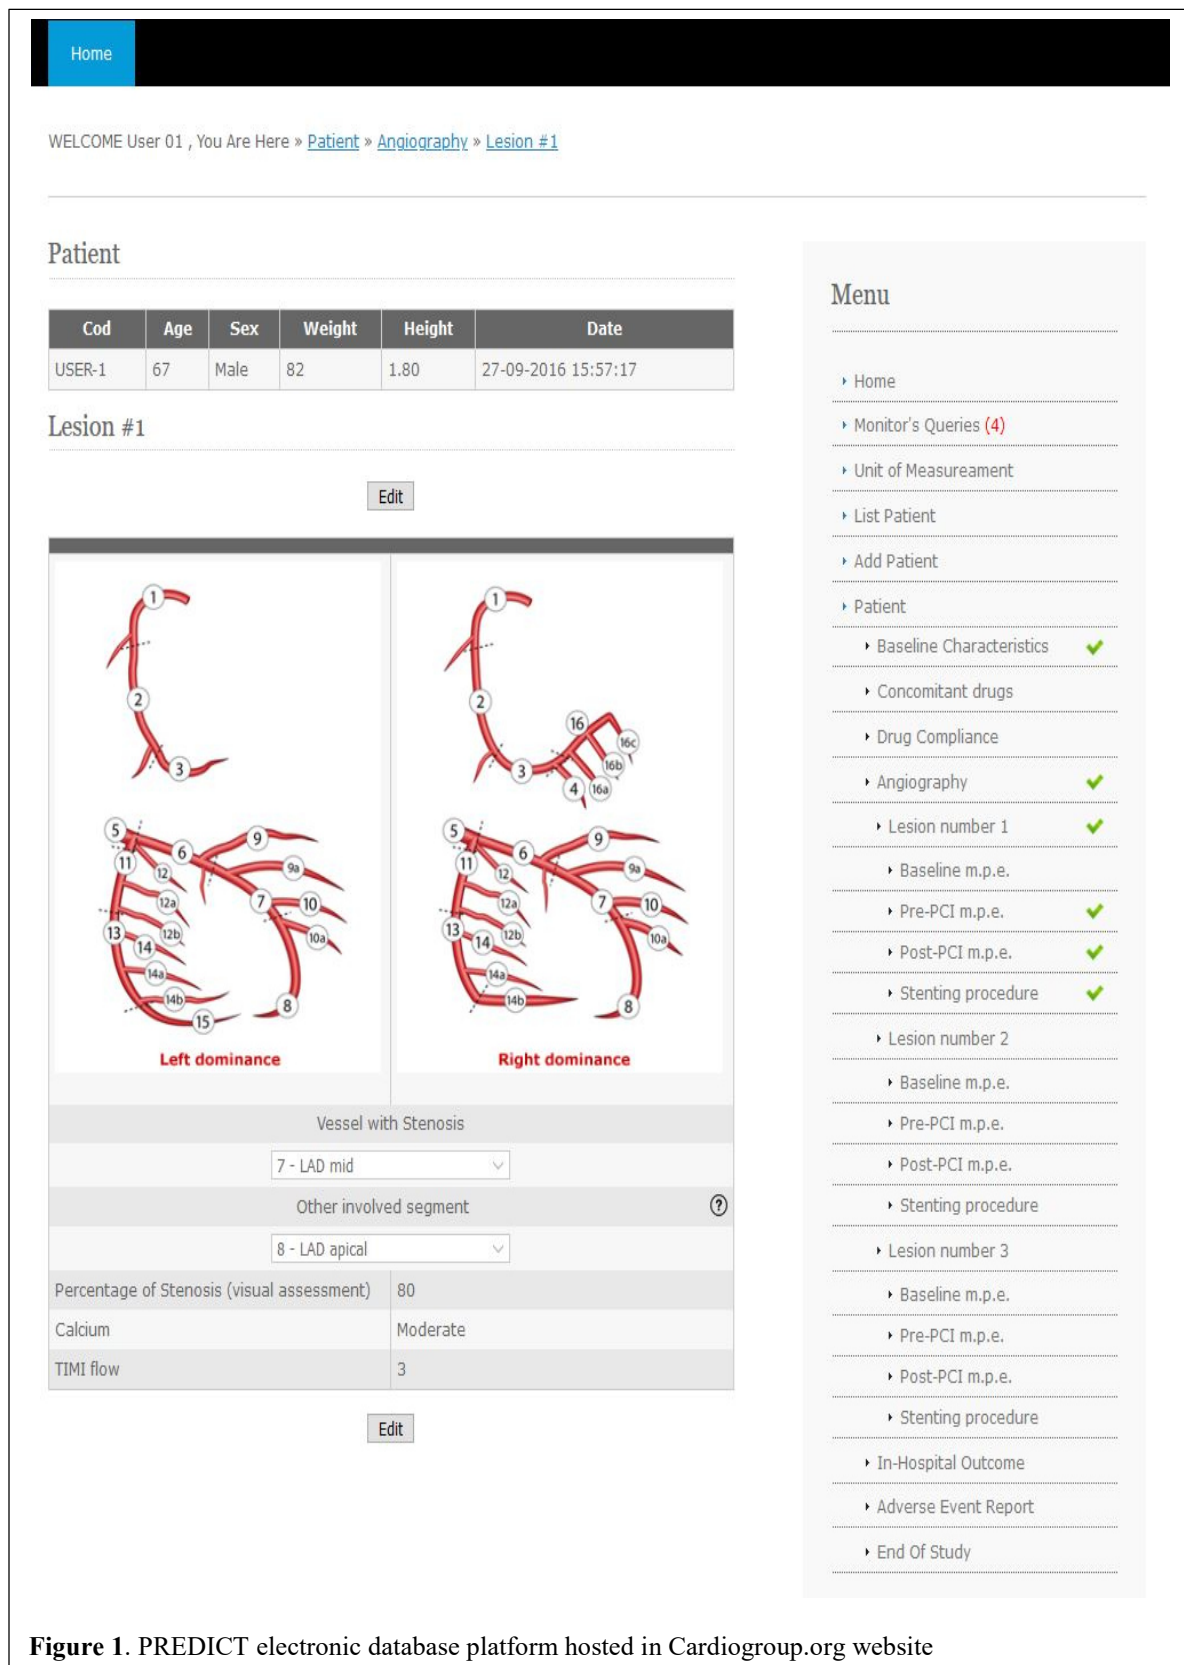 Home
WELCOME User 01 , You Are Here » Patient » Angiography » Lesion #1
Patient
Cod Age Sex Weight Height Date
USER-1 67 Male 82 1.80 27-09-2016 15:57:17
Lesion #1
Edit
1
2
3
5
6
9
11
12
9a
12a
7
10
13
12b
14
10a
14a
14b
8
15
Left dominance
1
2
16
16c
3
16b
4
16a
5
6
9
11
12
9a
12a
7
10
13
12b
14
10a
14a
14b
8
Right dominance
Vessel with Stenosis
7 - LAD mid
Other involved segment ?
8 - LAD apical
Percentage of Stenosis (visual assessment) 80
Calcium Moderate
TIMI flow 3
Edit
Menu
Home
Monitor's Queries (4)
Unit of Measureament
List Patient
Add Patient
Patient
Baseline Characteristics
Concomitant drugs
Drug Compliance
Angiography
Lesion number 1
Baseline m.p.e.
Pre-PCI m.p.e.
Post-PCI m.p.e.
Stenting procedure
Lesion number 2
Baseline m.p.e.
Pre-PCI m.p.e.
Post-PCI m.p.e.
Stenting procedure
Lesion number 3
Baseline m.p.e.
Pre-PCI m.p.e.
Post-PCI m.p.e.
Stenting procedure
In-Hospital Outcome
Adverse Event Report
End Of Study
Figure 1. PREDICT electronic database platform hosted in Cardiogroup.org website